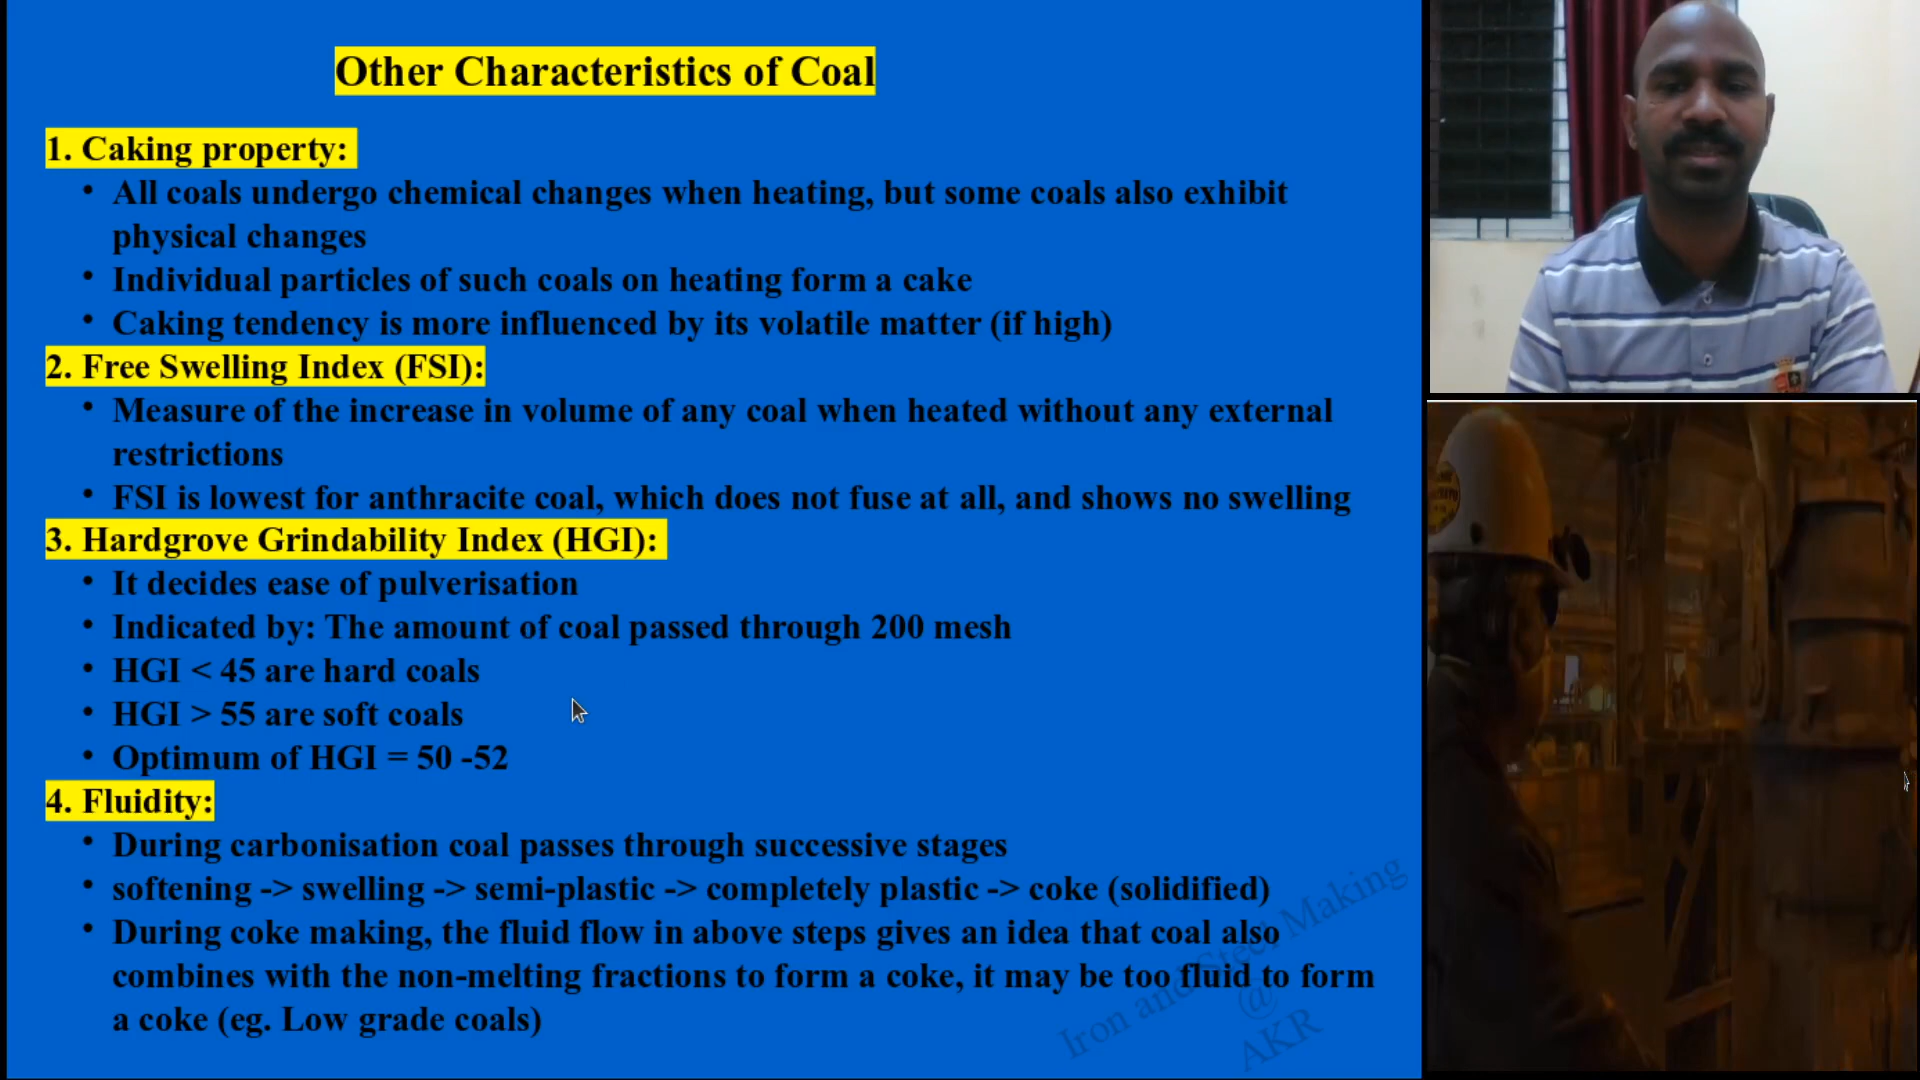 Other Characteristics of Coal
1. Caking property:
• All coals undergo chemical changes when heating, but some coals also exhibit
physical changes
• Individual particles of such coals on heating form a cake
• Caking tendency is more influenced by its volatile matter (if high)
2. Free Swelling Index (FSI):
• Measure of the increase in volume of any coal when heated without any external
restrictions
• FSI is lowest for anthracite coal, which does not fuse at all, and shows no swelling
3. Hardgrove Grindability Index (HGI):
• It decides ease of pulverisation
• Indicated by: The amount of coal passed through 200 mesh
• HGI < 45 are hard coals
• HGI > 55 are soft coals
• Optimum of HGI = 50 -52
4. Fluidity:
• During carbonisation coal passes through successive stages
• softening -> swelling -> semi-plastic -> completely plastic -> coke (solidified)
• During coke making, the fluid flow in above steps gives an idea that coal also
combines with the non-melting fractions to form a coke, it may be too fluid to form
a coke (eg. Low grade coals)
Iron and Steel Making
@
AKR